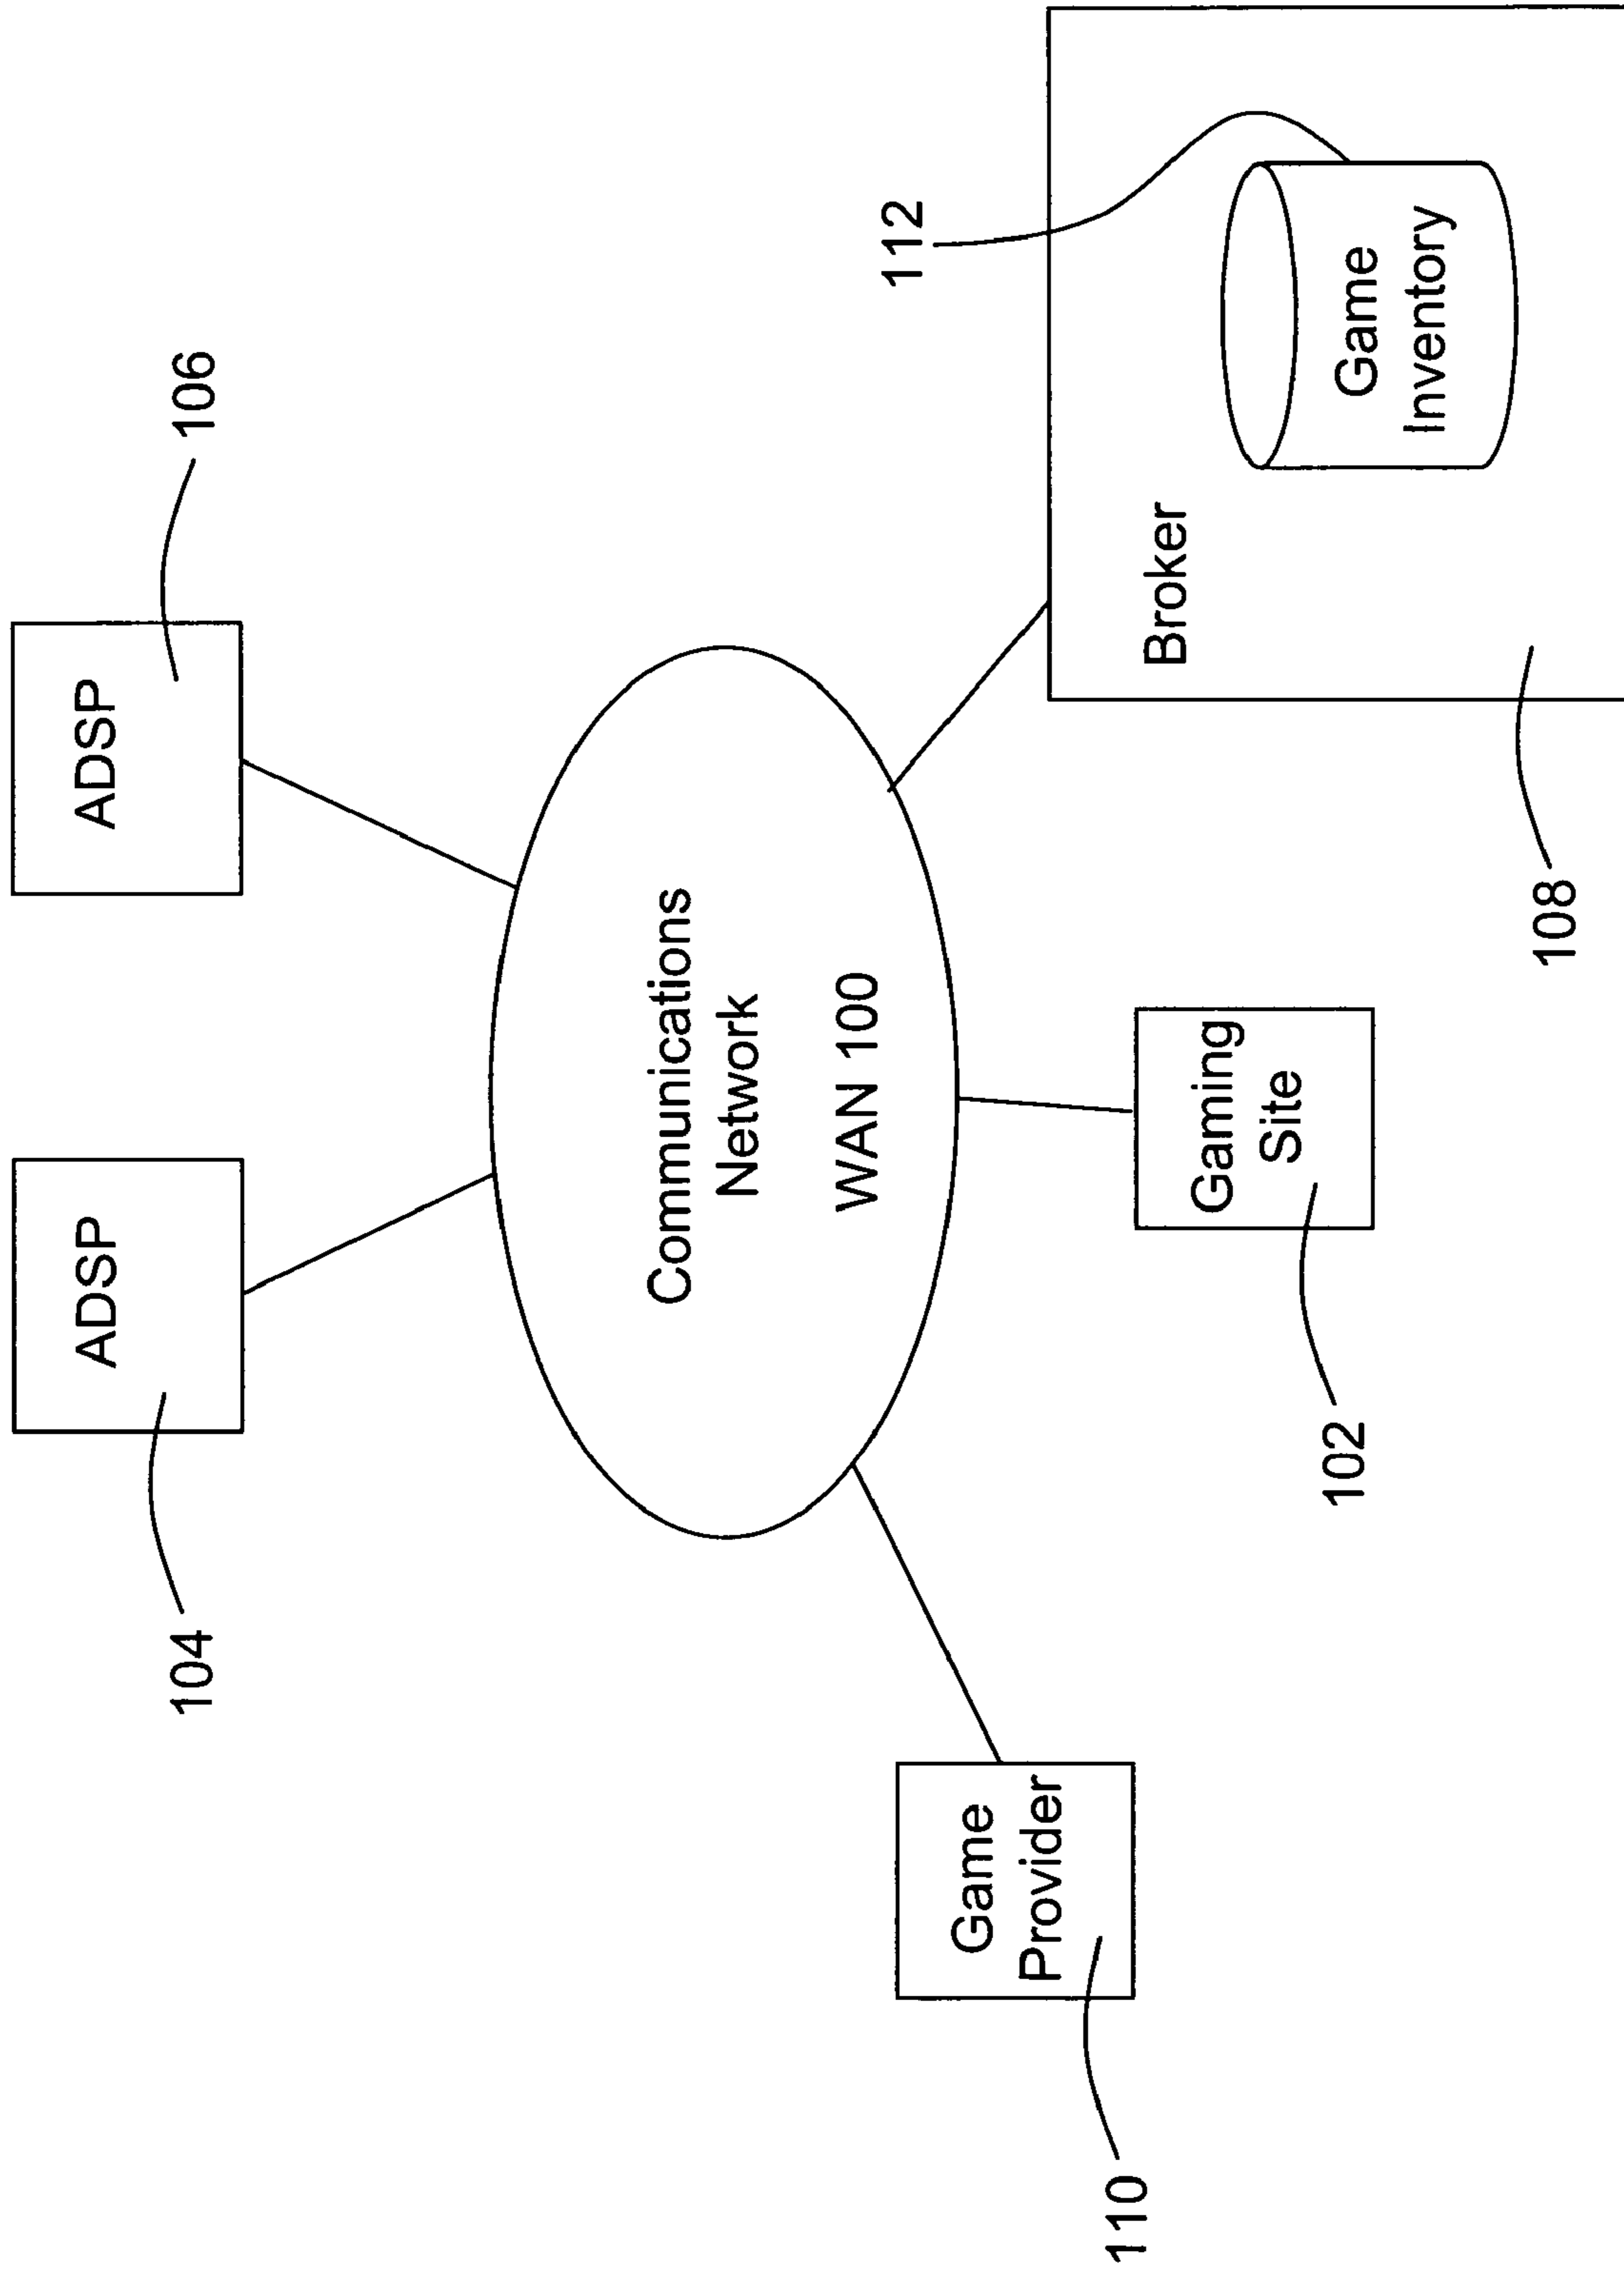 104
ADSP
ADSP
106
Communications
Network
WAN 100
110
Game
Provider
102
Gaming
Site
108
Broker
112
Game
Inventory